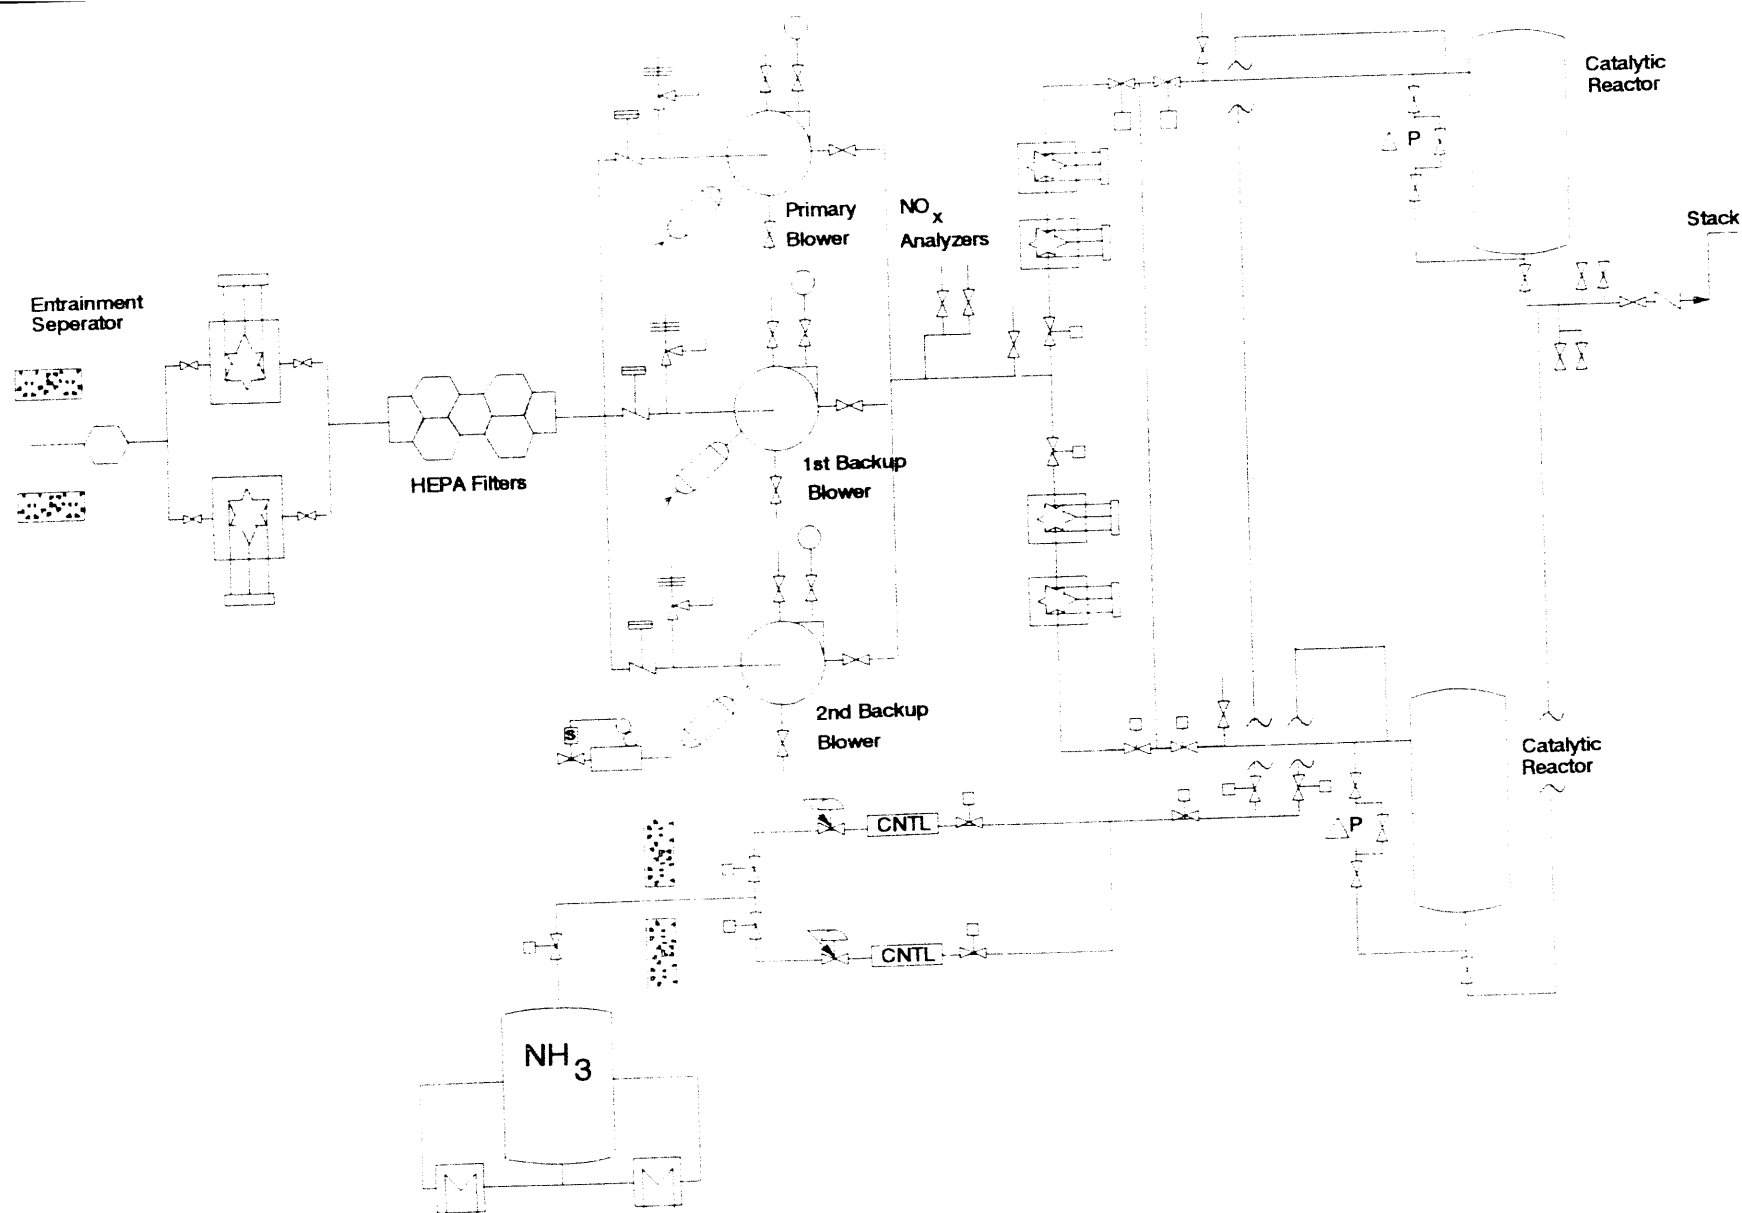 Catalytic
Reactor
P
Stack
Primary
Blower
NO x
Analyzers
Entrainment
Seperator
HEPA Filters
1st Backup
Blower
2nd Backup
Blower
S
Catalytic
Reactor
CNTL
P
CNTL
NH3